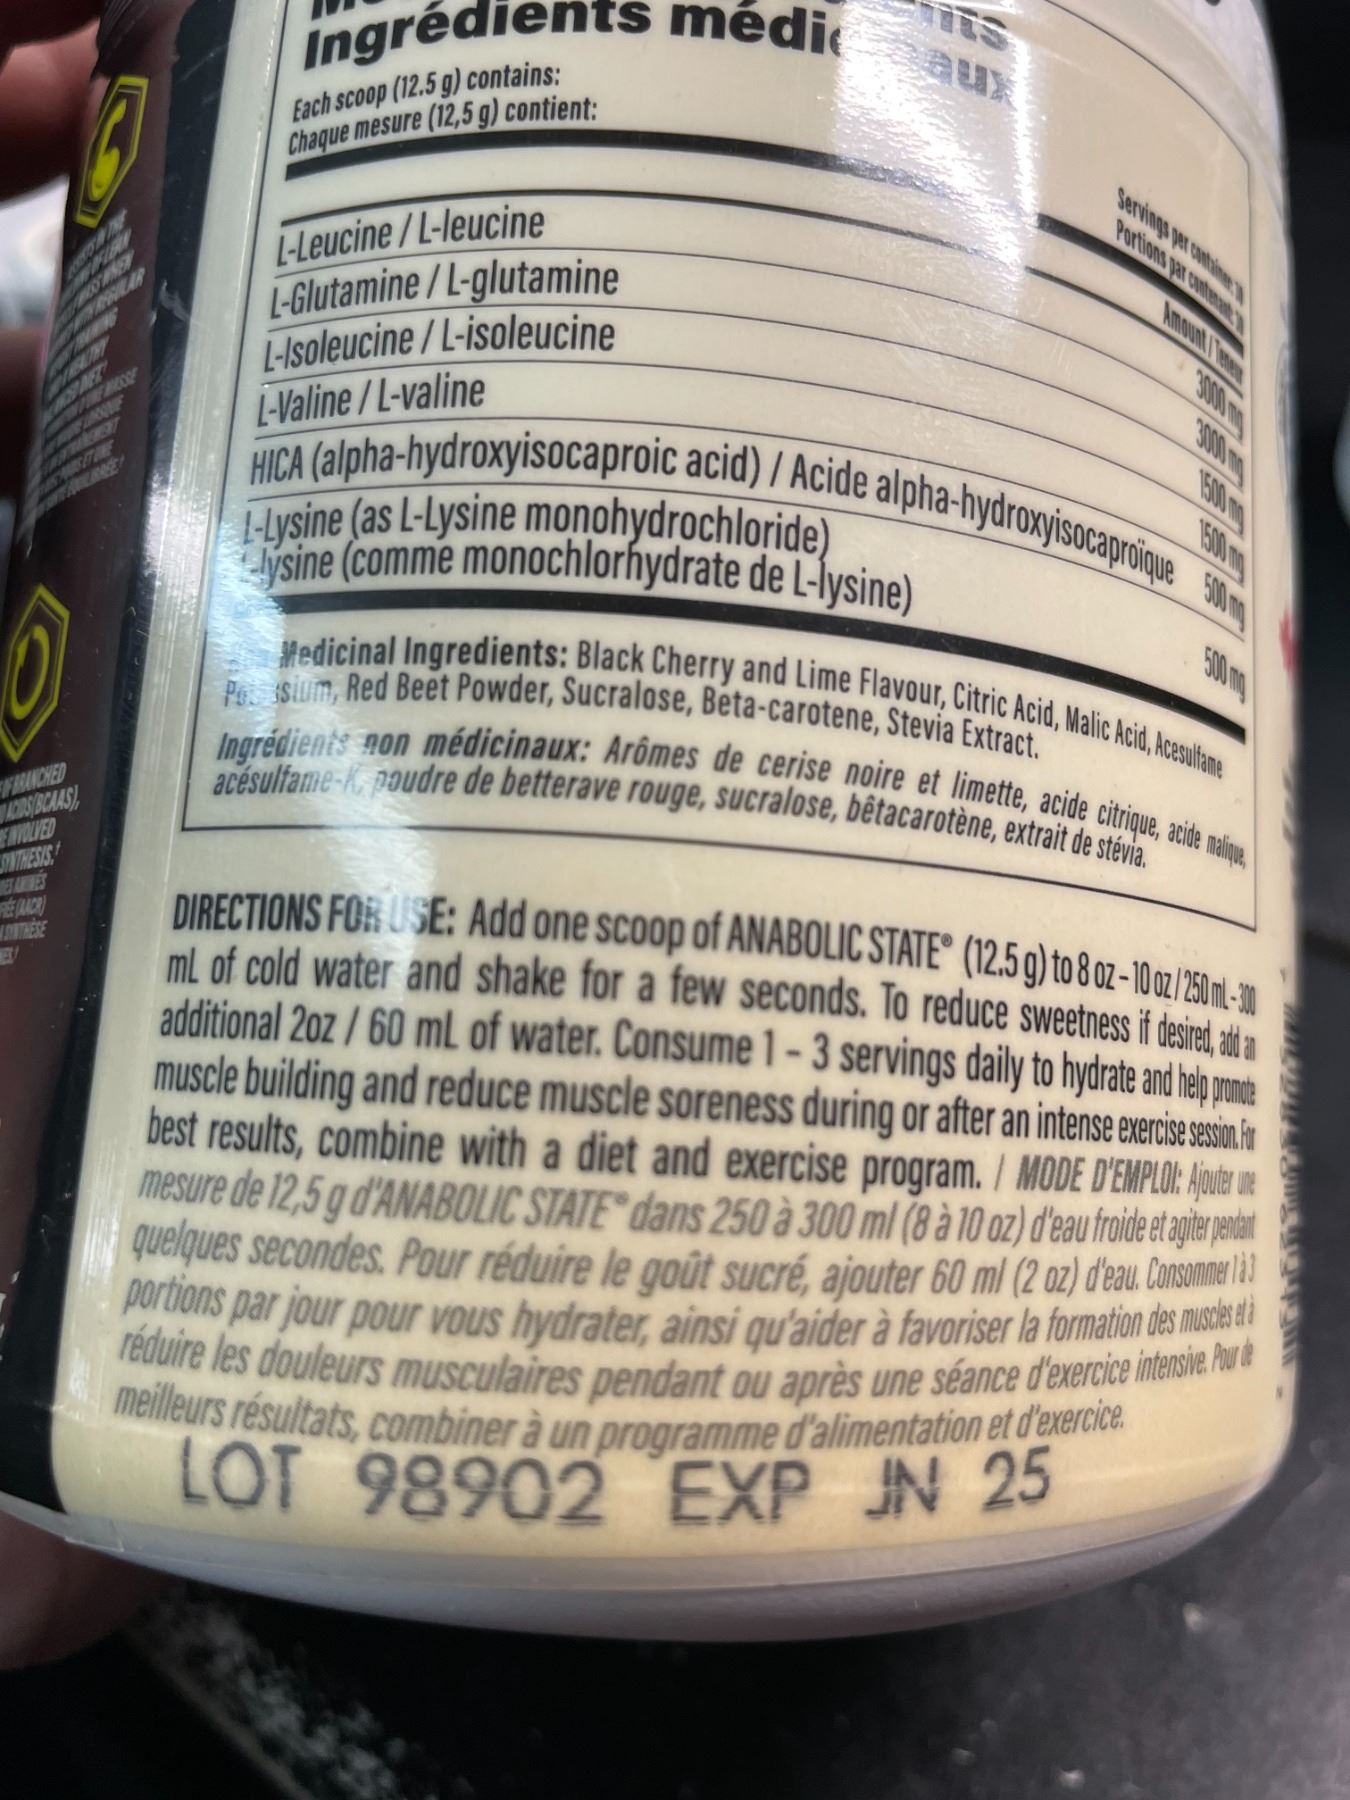 Ingrédients
Each scoop (12.5 g) contains:
Chaque mesure (12,5 g) contient:
Servings per container: 30
Portions par contenant: 30
Amount / Teneur
L-Leucine / L-leucine 3000 mg
L-Glutamine / L-glutamine 3000 mg
L-Isoleucine / L-isoleucine 1500 mg
L-Valine / L-valine 1500 mg
HICA (alpha-hydroxyisocaproic acid) / Acide alpha-hydroxyisocaproïque 500 mg
L-Lysine (as L-Lysine monohydrochloride) 500 mg
L-lysine (comme monochlorhydrate de L-lysine)
Medicinal Ingredients: Black Cherry and Lime Flavour, Citric Acid, Malic Acid, Acesulfame
Potassium, Red Beet Powder, Sucralose, Beta-carotene, Stevia Extract.
Ingrédients non médicinaux: Arômes de cerise noire et limette, acide citrique, acide malique,
acésulfame-K, poudre de betterave rouge, sucralose, bêtacarotène, extrait de stévia.
DIRECTIONS FOR USE: Add one scoop of ANABOLIC STATE® (12.5 g) to 8 oz – 10 oz / 250 mL - 300
mL of cold water and shake for a few seconds. To reduce sweetness if desired, add an
additional 2oz / 60 mL of water. Consume 1 – 3 servings daily to hydrate and help promote
muscle building and reduce muscle soreness during or after an intense exercise session. For
best results, combine with a diet and exercise program. / MODE D'EMPLOI: Ajouter une
mesure de 12,5 g d'ANABOLIC STATE® dans 250 à 300 ml (8 à 10 oz) d'eau froide et agiter pendant
quelques secondes. Pour réduire le goût sucré, ajouter 60 ml (2 oz) d'eau. Consommer 1 à 3
portions par jour pour vous hydrater, ainsi qu'aider à favoriser la formation des muscles et à
réduire les douleurs musculaires pendant ou après une séance d'exercice intensive. Pour de
meilleurs résultats, combiner à un programme d'alimentation et d'exercice.
LOT 98902 EXP JN 25
OF BRANCHED
(BCAAS),
INVOLVED
SYNTHESIS.†
(AACR)